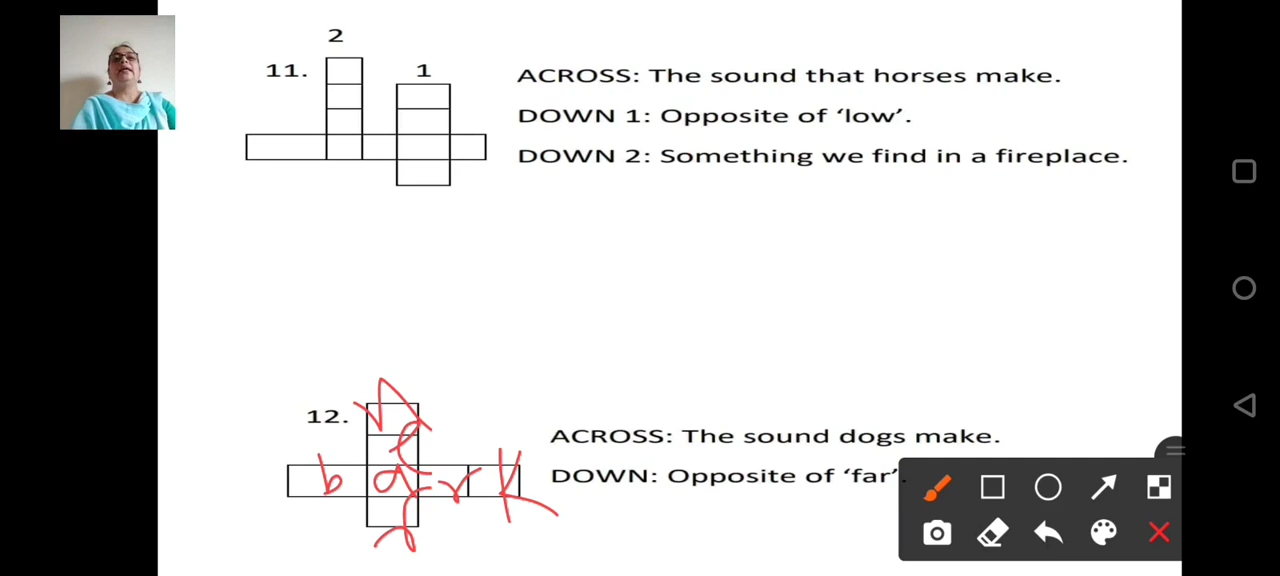 2
11. 1
ACROSS: The sound that horses make.
DOWN 1: Opposite of ‘low’.
DOWN 2: Something we find in a fireplace.
12.
N
e
b a r k
r
ACROSS: The sound dogs make.
DOWN: Opposite of ‘far’.